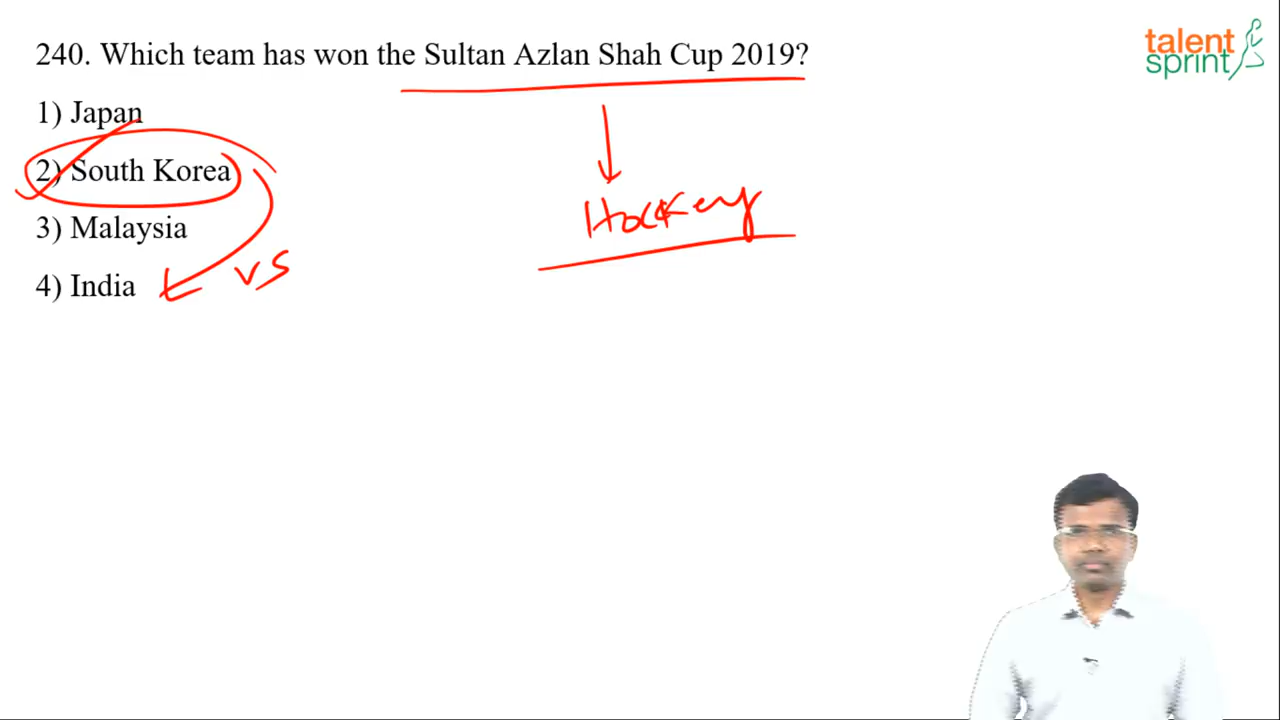 240. Which team has won the Sultan Azlan Shah Cup 2019?
talent
sprint
1) Japan
2) South Korea
Hockey
3) Malaysia
4) India
vs